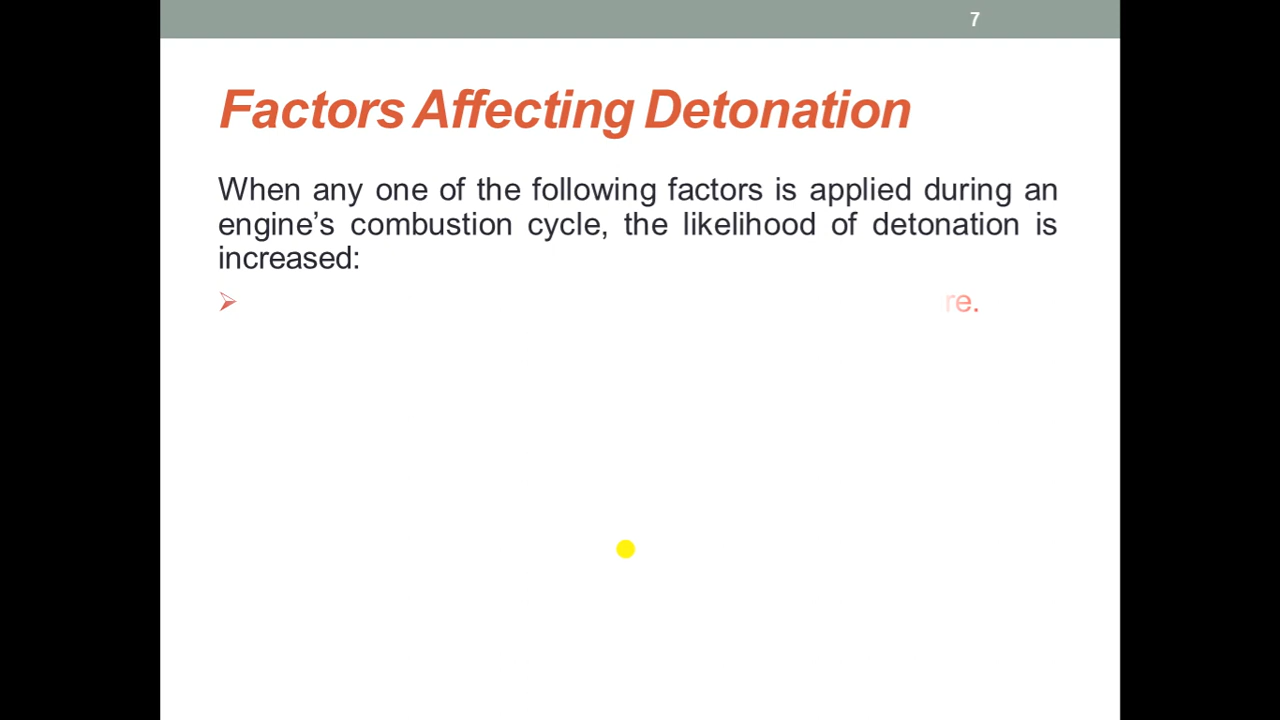 7
Factors Affecting Detonation
When any one of the following factors is applied during an
engine’s combustion cycle, the likelihood of detonation is
increased:
➢ re.